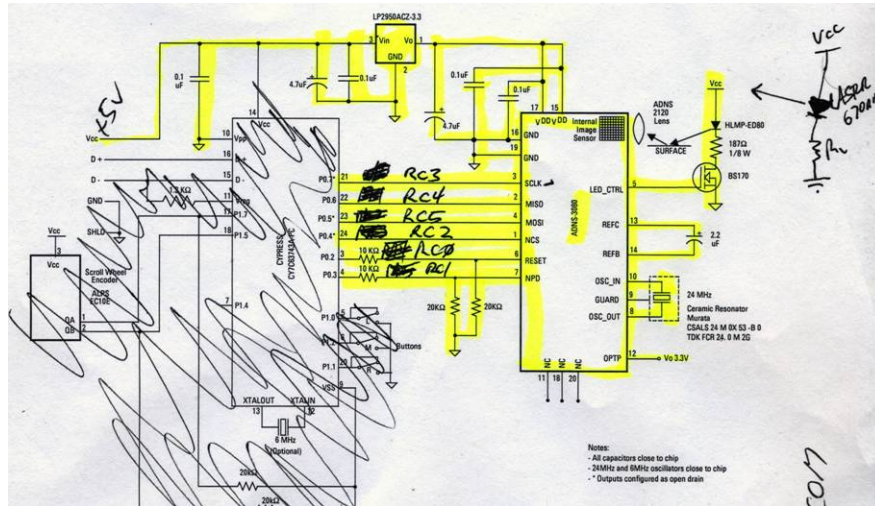 LP2950ACZ-3.3
3 Vin Vo 1
GND
2
0.1
uF
4.7uF
0.1uF
0.1uF
0.1uF
4.7uF
+5V
Vcc
14
Vcc
10
Vpp
D +
16
D -
15
D-
1.3 KΩ
11
17
P1.7
18
P1.5
GND
SHLD
Vcc
3
Scroll Wheel
Encoder
ALPS
EC10E
QA 1
QB 2
7
P1.4
CYPRESS
P0.7* 21 RC3 3 SCLK
P0.6 22 RC4 2 MISO
P0.5* 23 RC5 4 MOSI
P0.4* 24 RC2 1 NCS
P0.2 3 10 KΩ RC0 6 RESET
P0.3 4 10 KΩ RC1 7 NPD
20KΩ
20KΩ
P1.0 5 L
M
P1.1 20 R
Buttons
VSS 9
XTALOUT XTALIN
13 12
6 MHz
(Optional)
20kΩ
20kΩ
17 15
VDD VDD
16 GND
19 GND
Internal
Image
Sensor
ADNS-3080
ADNS
2120
Lens
SURFACE
Vcc
HLMP-ED80
187Ω
1/8 W
BS170
LED_CTRL 5
REFC 13
REFB 14
2.2
uF
OSC_IN 10
GUARD 9
OSC_OUT 8
24 MHz
Ceramic Resonator
Murata
CSALS 24 M 0X 53 -B 0
TDK FCR 24. 0 M 2G
OPTP 12
Vo 3.3V
NC NC NC
11 18 20
Vcc
LASER
Notes:
- All capacitors close to chip
- 24MHz and 6MHz oscillators close to chip
- * Outputs configured as open drain
COM